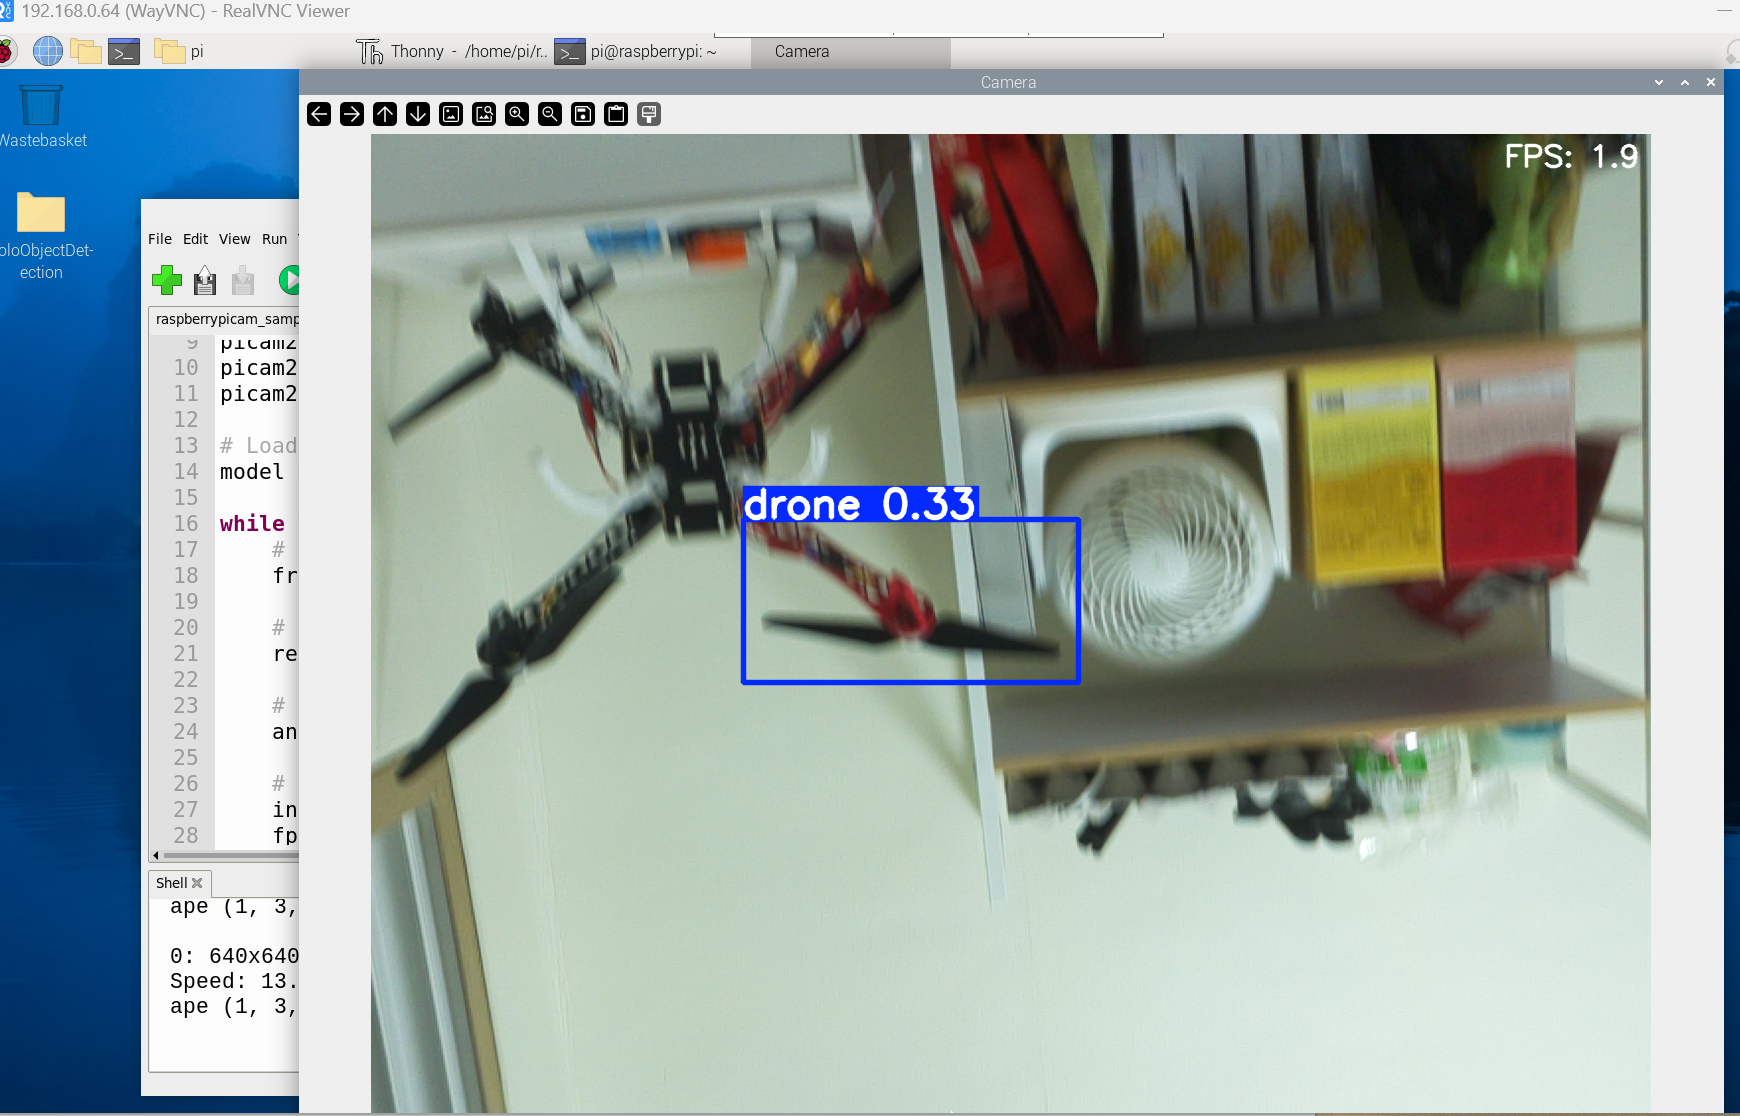 192.168.0.64 (WayVNC) - RealVNC Viewer
pi
Thonny - /home/pi/r..
pi@raspberrypi: ~
Camera
Camera
Wastebasket
oloObjectDet-
ection
File Edit View Run
raspberrypicam_samp
9 picam2
10 picam2
11 picam2
12
13 # Load
14 model
15
16 while
17 #
18 fr
19
20 #
21 re
22
23 #
24 an
25
26 #
27 in
28 fp
Shell
ape (1, 3,
0: 640x640
Speed: 13.
ape (1, 3,
FPS: 1.9
drone 0.33